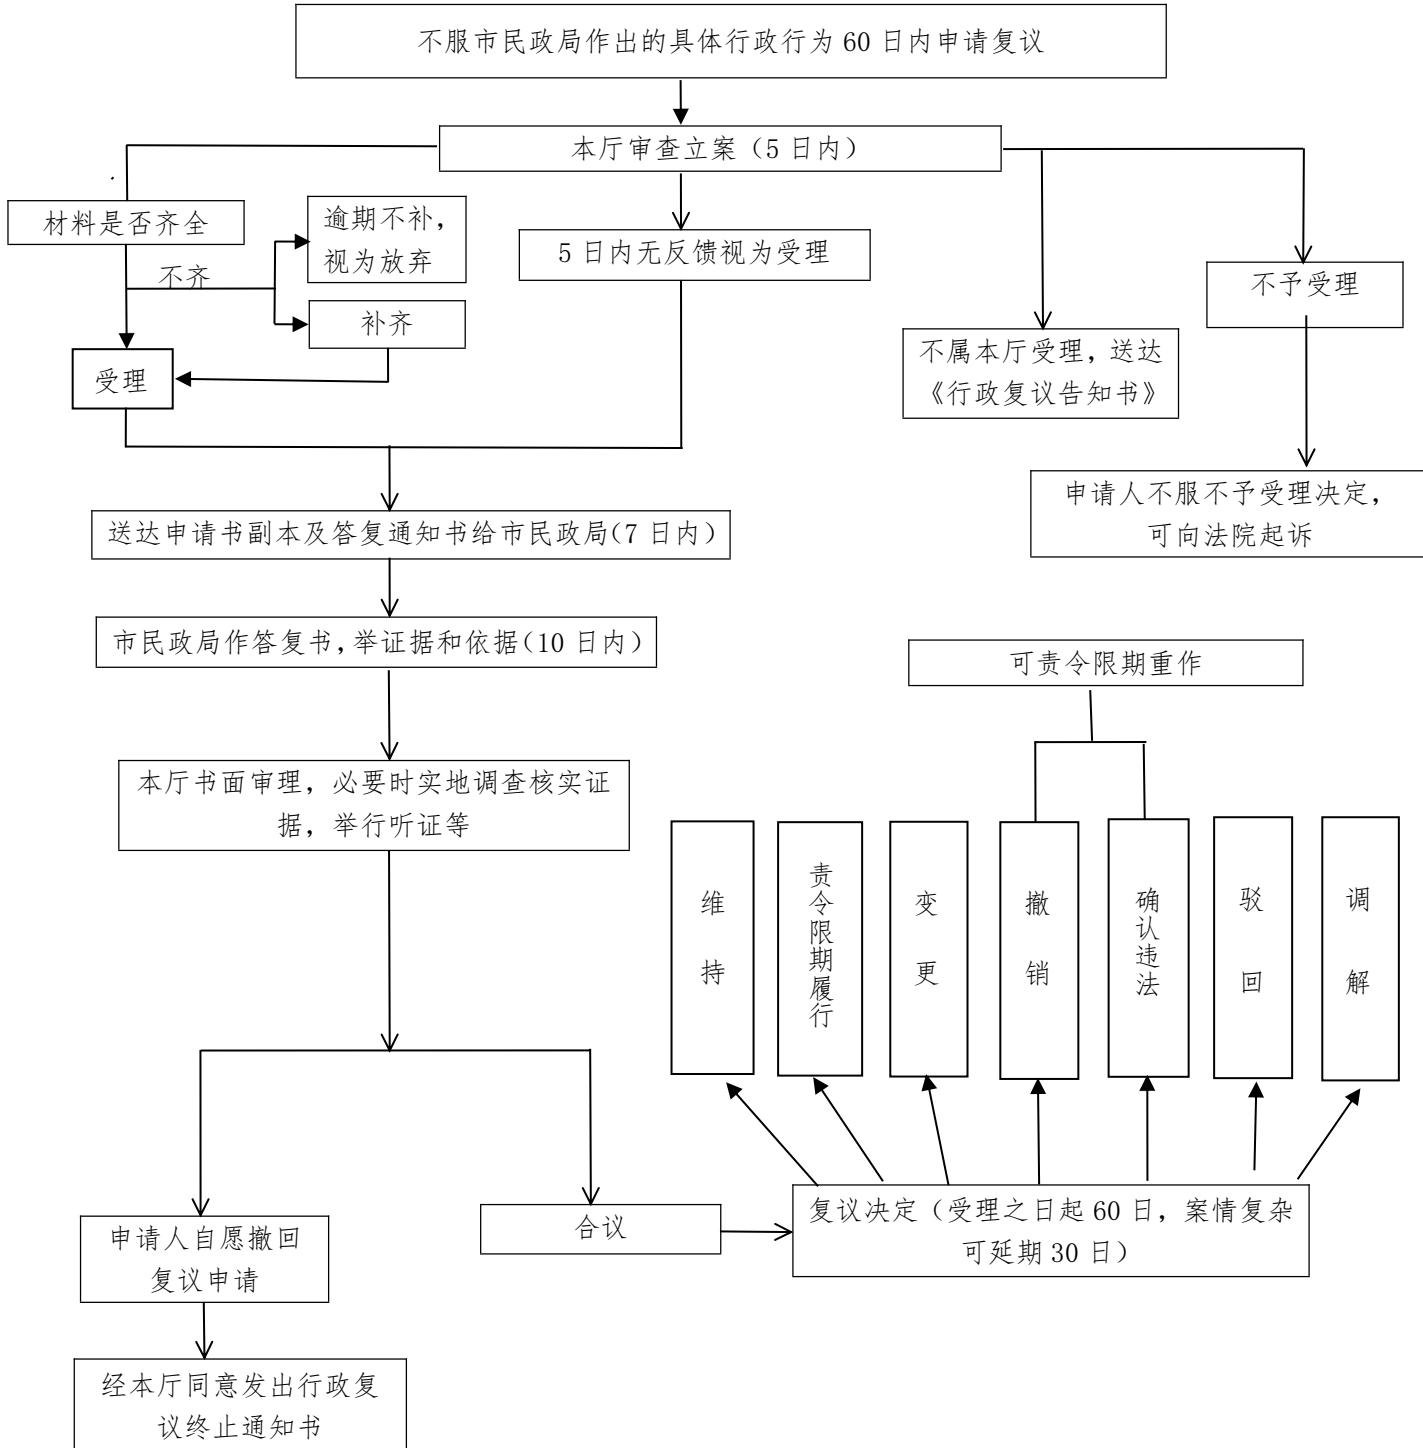 不服市民政局作出的具体行政行为 60 日内申请复议
本厅审查立案（5 日内）
材料是否齐全
逾期不补，
视为放弃
5 日内无反馈视为受理
不予受理
不齐
补齐
不属本厅受理，送达
《行政复议告知书》
受理
申请人不服不予受理决定，
可向法院起诉
送达申请书副本及答复通知书给市民政局(7 日内)
市民政局作答复书，举证据和依据(10 日内)
可责令限期重作
本厅书面审理，必要时实地调查核实证
据，举行听证等
维持
责令限期履行
变更
撤销
确认违法
驳回
调解
申请人自愿撤回
复议申请
合议
复议决定（受理之日起 60 日，案情复杂
可延期 30 日）
经本厅同意发出行政复
议终止通知书